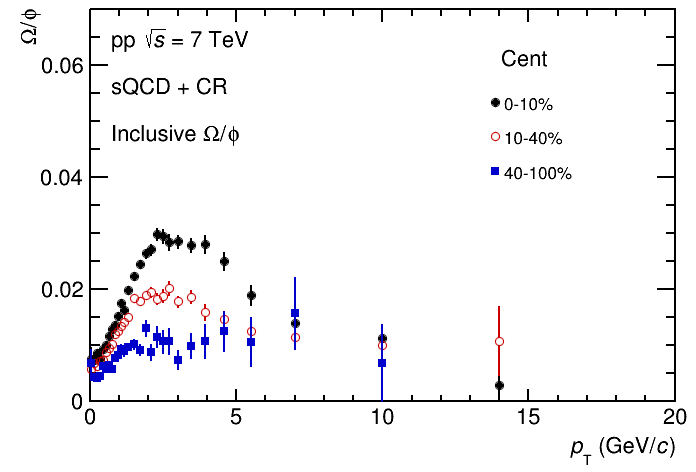 Ω/ϕ
pp √s = 7 TeV
sQCD + CR
Inclusive Ω/ϕ
Cent
0-10%
10-40%
40-100%
0.06
0.04
0.02
0
0 5 10 15 20
p_T (GeV/c)